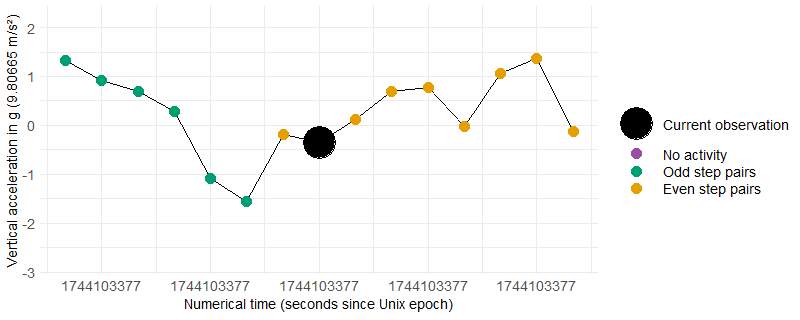 Vertical acceleration in g (9.80665 m/s²)
2
1
0
-1
-2
-3
1744103377 1744103377 1744103377 1744103377 1744103377
Numerical time (seconds since Unix epoch)
Current observation
No activity
Odd step pairs
Even step pairs